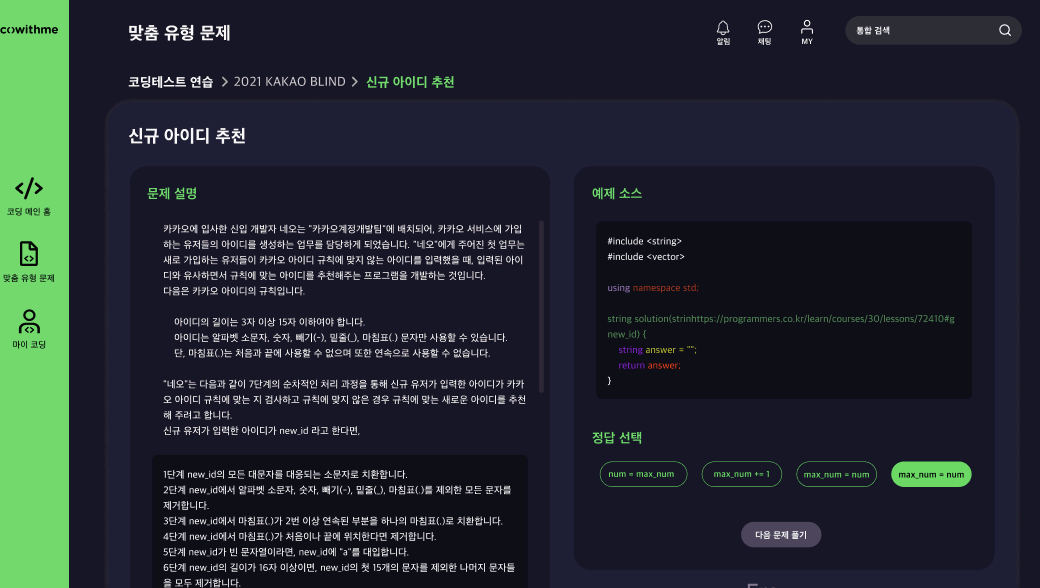 cowithme
맞춤 유형 문제
알림
채팅
MY
통합 검색
코딩테스트 연습 > 2021 KAKAO BLIND > 신규 아이디 추천
신규 아이디 추천
코딩 메인 홈
맞춤 유형 문제
마이 코딩
문제 설명
카카오에 입사한 신입 개발자 네오는 "카카오계정개발팀"에 배치되어, 카카오 서비스에 가입
하는 유저들의 아이디를 생성하는 업무를 담당하게 되었습니다. "네오"에게 주어진 첫 업무는
새로 가입하는 유저들이 카카오 아이디 규칙에 맞지 않는 아이디를 입력했을 때, 입력된 아이
디와 유사하면서 규칙에 맞는 아이디를 추천해주는 프로그램을 개발하는 것입니다.
다음은 카카오 아이디의 규칙입니다.
아이디의 길이는 3자 이상 15자 이하여야 합니다.
아이디는 알파벳 소문자, 숫자, 빼기(-), 밑줄(_), 마침표(.) 문자만 사용할 수 있습니다.
단, 마침표(.)는 처음과 끝에 사용할 수 없으며 또한 연속으로 사용할 수 없습니다.
"네오"는 다음과 같이 7단계의 순차적인 처리 과정을 통해 신규 유저가 입력한 아이디가 카카
오 아이디 규칙에 맞는 지 검사하고 규칙에 맞지 않은 경우 규칙에 맞는 새로운 아이디를 추천
해 주려고 합니다.
신규 유저가 입력한 아이디가 new_id 라고 한다면,
1단계 new_id의 모든 대문자를 대응되는 소문자로 치환합니다.
2단계 new_id에서 알파벳 소문자, 숫자, 빼기(-), 밑줄(_), 마침표(.)를 제외한 모든 문자를
제거합니다.
3단계 new_id에서 마침표(.)가 2번 이상 연속된 부분을 하나의 마침표(.)로 치환합니다.
4단계 new_id에서 마침표(.)가 처음이나 끝에 위치한다면 제거합니다.
5단계 new_id가 빈 문자열이라면, new_id에 "a"를 대입합니다.
6단계 new_id의 길이가 16자 이상이면, new_id의 첫 15개의 문자를 제외한 나머지 문자들
을 모두 제거합니다.
예제 소스
#include <string>
#include <vector>
using namespace std;
string solution(strinhttps://programmers.co.kr/learn/courses/30/lessons/72410#g
new_id) {
string answer = "";
return answer;
}
정답 선택
num = max_num
max_num += 1
max_num = num
max_num = num
다음 문제 풀기